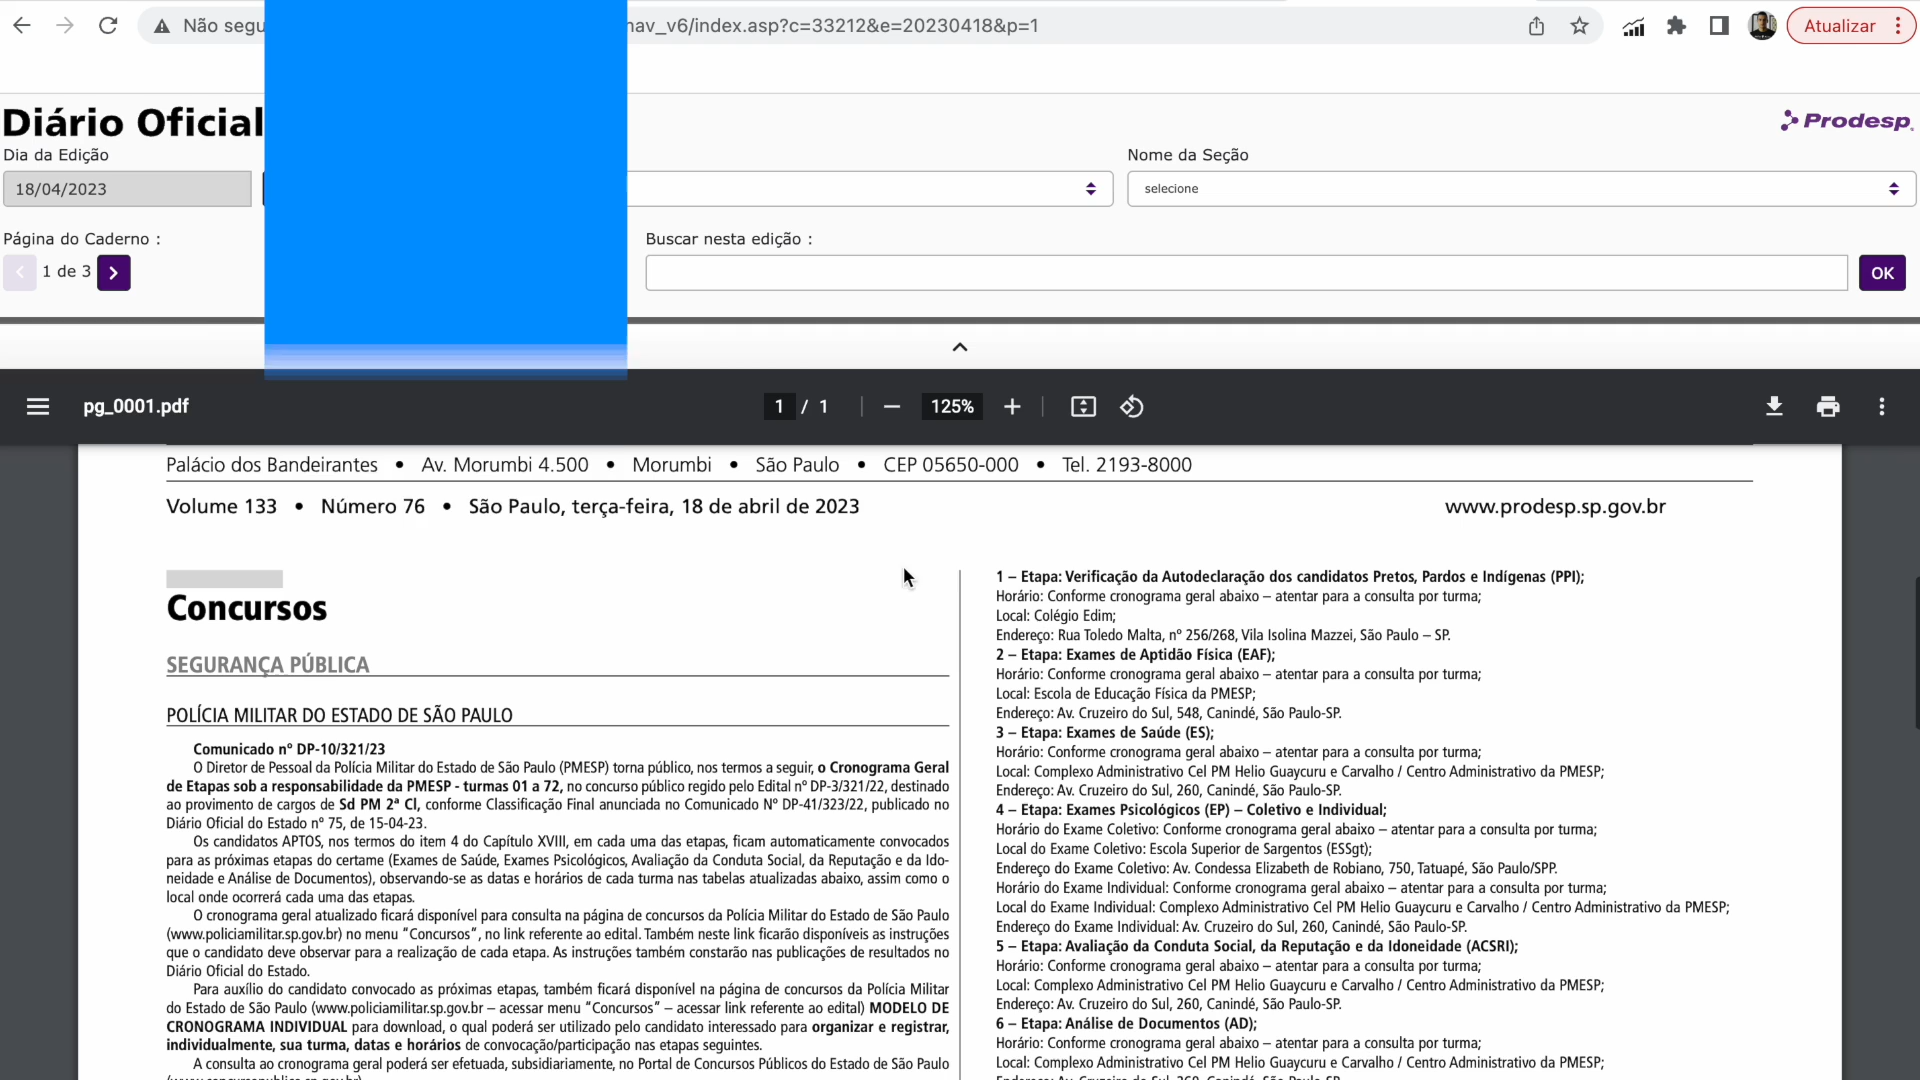 Não segu
nav_v6/index.asp?c=33212&e=20230418&p=1
Atualizar
Diário Oficial
Prodesp
Dia da Edição
Nome da Seção
18/04/2023
selecione
Página do Caderno :
Buscar nesta edição :
1 de 3
OK
pg_0001.pdf
1 / 1
125%
Palácio dos Bandeirantes • Av. Morumbi 4.500 • Morumbi • São Paulo • CEP 05650-000 • Tel. 2193-8000
Volume 133 • Número 76 • São Paulo, terça-feira, 18 de abril de 2023
www.prodesp.sp.gov.br
Concursos
SEGURANÇA PÚBLICA
POLÍCIA MILITAR DO ESTADO DE SÃO PAULO
Comunicado nº DP-10/321/23
O Diretor de Pessoal da Polícia Militar do Estado de São Paulo (PMESP) torna público, nos termos a seguir, o Cronograma Geral
de Etapas sob a responsabilidade da PMESP - turmas 01 a 72, no concurso público regido pelo Edital nº DP-3/321/22, destinado
ao provimento de cargos de Sd PM 2ª Cl, conforme Classificação Final anunciada no Comunicado Nº DP-41/323/22, publicado no
Diário Oficial do Estado nº 75, de 15-04-23.
Os candidatos APTOS, nos termos do item 4 do Capítulo XVIII, em cada uma das etapas, ficam automaticamente convocados
para as próximas etapas do certame (Exames de Saúde, Exames Psicológicos, Avaliação da Conduta Social, da Reputação e da Ido-
neidade e Análise de Documentos), observando-se as datas e horários de cada turma nas tabelas atualizadas abaixo, assim como o
local onde ocorrerá cada uma das etapas.
O cronograma geral atualizado ficará disponível para consulta na página de concursos da Polícia Militar do Estado de São Paulo
(www.policiamilitar.sp.gov.br) no menu “Concursos”, no link referente ao edital. Também neste link ficarão disponíveis as instruções
que o candidato deve observar para a realização de cada etapa. As instruções também constarão nas publicações de resultados no
Diário Oficial do Estado.
Para auxílio do candidato convocado as próximas etapas, também ficará disponível na página de concursos da Polícia Militar
do Estado de São Paulo (www.policiamilitar.sp.gov.br – acessar menu “Concursos” – acessar link referente ao edital) MODELO DE
CRONOGRAMA INDIVIDUAL para download, o qual poderá ser utilizado pelo candidato interessado para organizar e registrar,
individualmente, sua turma, datas e horários de convocação/participação nas etapas seguintes.
A consulta ao cronograma geral poderá ser efetuada, subsidiariamente, no Portal de Concursos Públicos do Estado de São Paulo
1 – Etapa: Verificação da Autodeclaração dos candidatos Pretos, Pardos e Indígenas (PPI);
Horário: Conforme cronograma geral abaixo – atentar para a consulta por turma;
Local: Colégio Edim;
Endereço: Rua Toledo Malta, nº 256/268, Vila Isolina Mazzei, São Paulo – SP.
2 – Etapa: Exames de Aptidão Física (EAF);
Horário: Conforme cronograma geral abaixo – atentar para a consulta por turma;
Local: Escola de Educação Física da PMESP;
Endereço: Av. Cruzeiro do Sul, 548, Canindé, São Paulo-SP.
3 – Etapa: Exames de Saúde (ES);
Horário: Conforme cronograma geral abaixo – atentar para a consulta por turma;
Local: Complexo Administrativo Cel PM Helio Guaycuru e Carvalho / Centro Administrativo da PMESP;
Endereço: Av. Cruzeiro do Sul, 260, Canindé, São Paulo-SP.
4 – Etapa: Exames Psicológicos (EP) – Coletivo e Individual;
Horário do Exame Coletivo: Conforme cronograma geral abaixo – atentar para a consulta por turma;
Local do Exame Coletivo: Escola Superior de Sargentos (ESSgt);
Endereço do Exame Coletivo: Av. Condessa Elizabeth de Robiano, 750, Tatuapé, São Paulo/SPP.
Horário do Exame Individual: Conforme cronograma geral abaixo – atentar para a consulta por turma;
Local do Exame Individual: Complexo Administrativo Cel PM Helio Guaycuru e Carvalho / Centro Administrativo da PMESP;
Endereço do Exame Individual: Av. Cruzeiro do Sul, 260, Canindé, São Paulo-SP.
5 – Etapa: Avaliação da Conduta Social, da Reputação e da Idoneidade (ACSRI);
Horário: Conforme cronograma geral abaixo – atentar para a consulta por turma;
Local: Complexo Administrativo Cel PM Helio Guaycuru e Carvalho / Centro Administrativo da PMESP;
Endereço: Av. Cruzeiro do Sul, 260, Canindé, São Paulo-SP.
6 – Etapa: Análise de Documentos (AD);
Horário: Conforme cronograma geral abaixo – atentar para a consulta por turma;
Local: Complexo Administrativo Cel PM Helio Guaycuru e Carvalho / Centro Administrativo da PMESP;